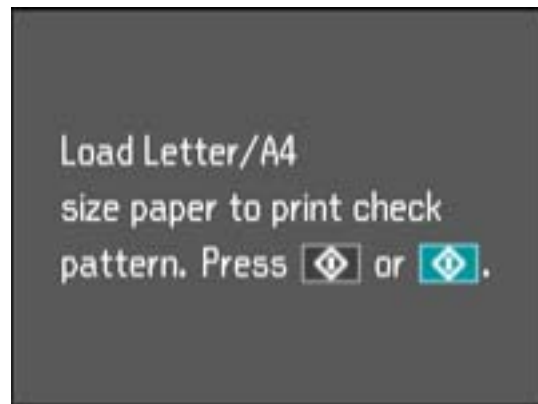 Load Letter/A4
size paper to print check
pattern. Press or .